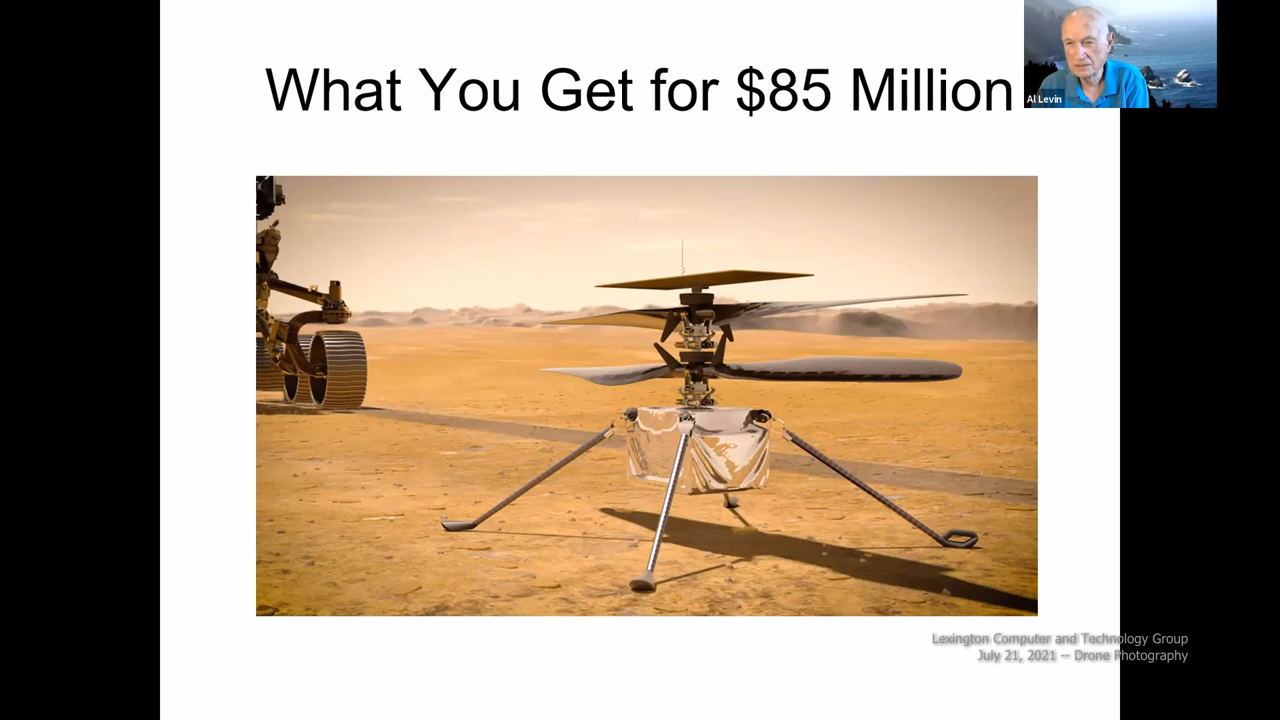 What You Get for $85 Million
Al Levin
Lexington Computer and Technology Group
July 21, 2021 -- Drone Photography